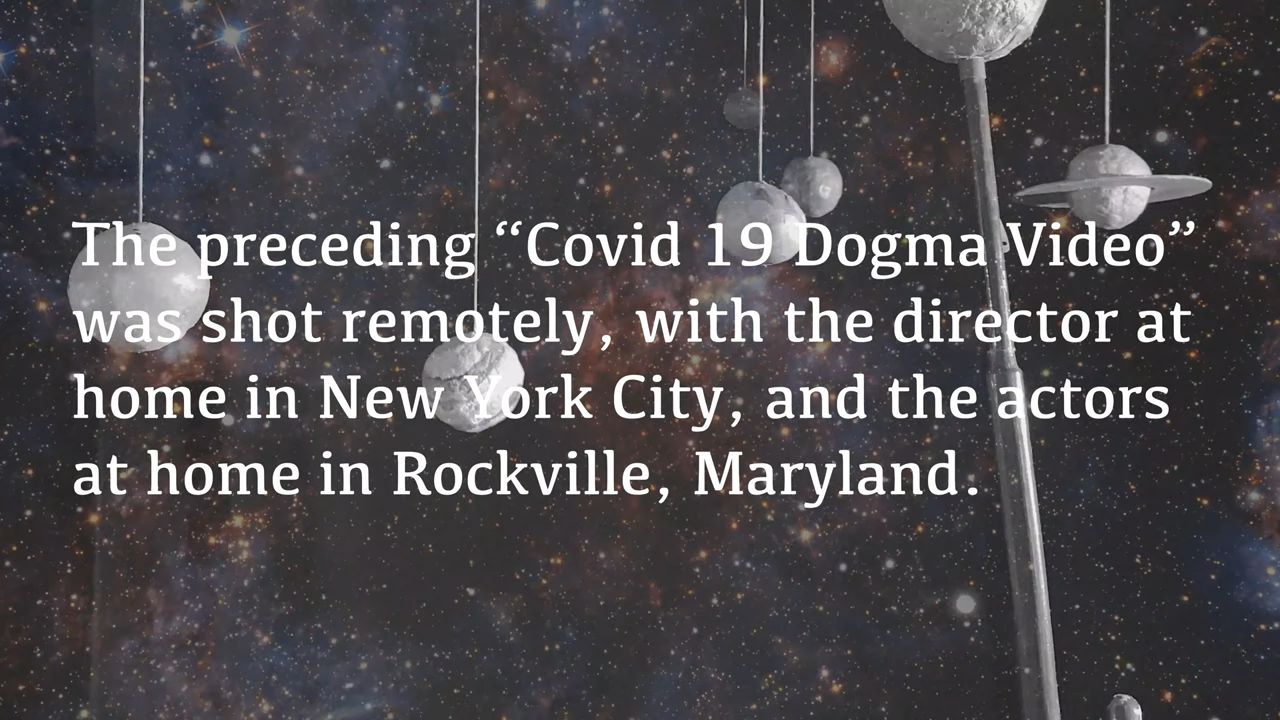 The preceding “Covid 19 Dogma Video”
was shot remotely, with the director at
home in New York City, and the actors
at home in Rockville, Maryland.